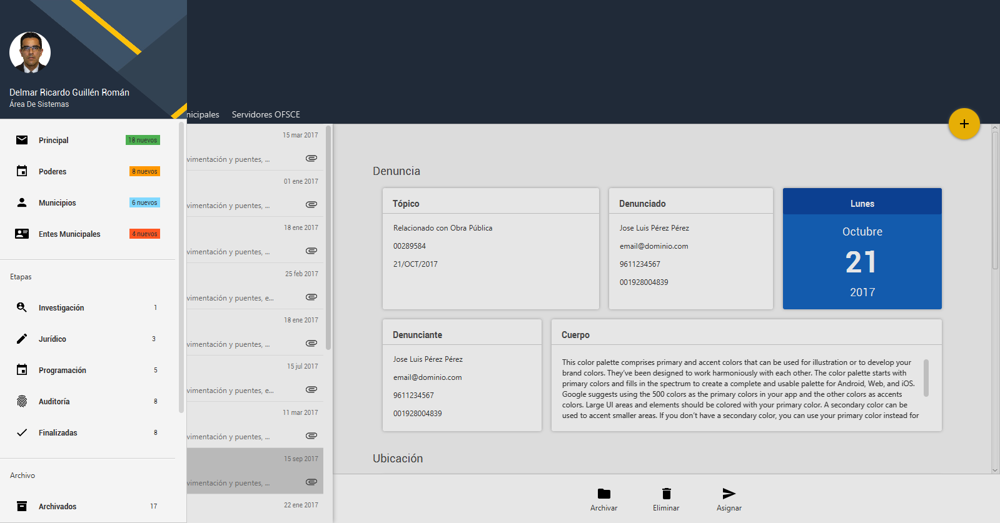 Delmar Ricardo Guillén Román
Área De Sistemas
Principal
18 nuevos
Poderes
8 nuevos
Municipios
6 nuevos
Entes Municipales
4 nuevos
Etapas
Investigación
1
Jurídico
3
Programación
5
Auditoría
8
Finalizadas
8
Archivo
Archivados
17
nicipales
Servidores OFSCE
15 mar 2017
vimentación y puentes, ...
01 ene 2017
vimentación y puentes, ...
18 ene 2017
vimentación y puentes, ...
25 feb 2017
vimentación y puentes, e...
18 ene 2017
vimentación y puentes, ...
15 jul 2017
vimentación y puentes, e...
11 mar 2017
vimentación y puentes, ...
15 sep 2017
vimentación y puentes, ...
22 ene 2017
Denuncia
Tópico
Relacionado con Obra Pública
00289584
21/OCT/2017
Denunciado
Jose Luis Pérez Pérez
email@dominio.com
9611234567
001928004839
Lunes
Octubre
21
2017
Denunciante
Jose Luis Pérez Pérez
email@dominio.com
9611234567
001928004839
Cuerpo
This color palette comprises primary and accent colors that can be used for illustration or to develop your
brand colors. They've been designed to work harmoniously with each other. The color palette starts with
primary colors and fills in the spectrum to create a complete and usable palette for Android, Web, and iOS.
Google suggests using the 500 colors as the primary colors in your app and the other colors as accents
colors. Large UI areas and elements should be colored with your primary color. A secondary color can be
used to accent smaller areas. If you don't have a secondary color, you can use your primary color instead for
Ubicación
Archivar
Eliminar
Asignar